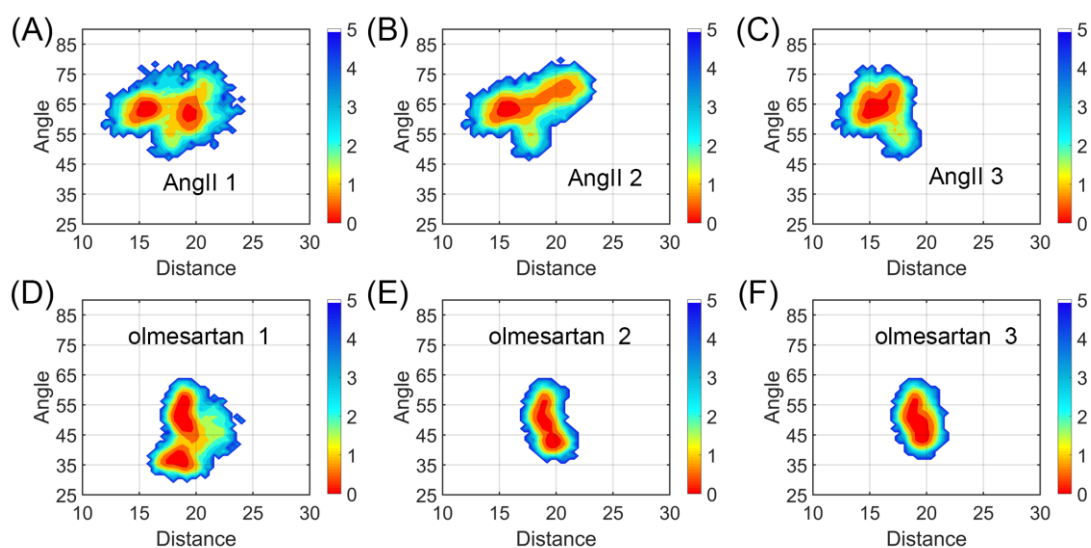 (A) (B) (C)
85 75 65 55 45 35 25
Angle
AngII 1
10 15 20 25 30
Distance
5 4 3 2 1 0
85 75 65 55 45 35 25
Angle
AngII 2
10 15 20 25 30
Distance
5 4 3 2 1 0
85 75 65 55 45 35 25
Angle
AngII 3
10 15 20 25 30
Distance
5 4 3 2 1 0
(D) (E) (F)
85 75 65 55 45 35 25
Angle
olmesartan 1
10 15 20 25 30
Distance
5 4 3 2 1 0
85 75 65 55 45 35 25
Angle
olmesartan 2
10 15 20 25 30
Distance
5 4 3 2 1 0
85 75 65 55 45 35 25
Angle
olmesartan 3
10 15 20 25 30
Distance
5 4 3 2 1 0